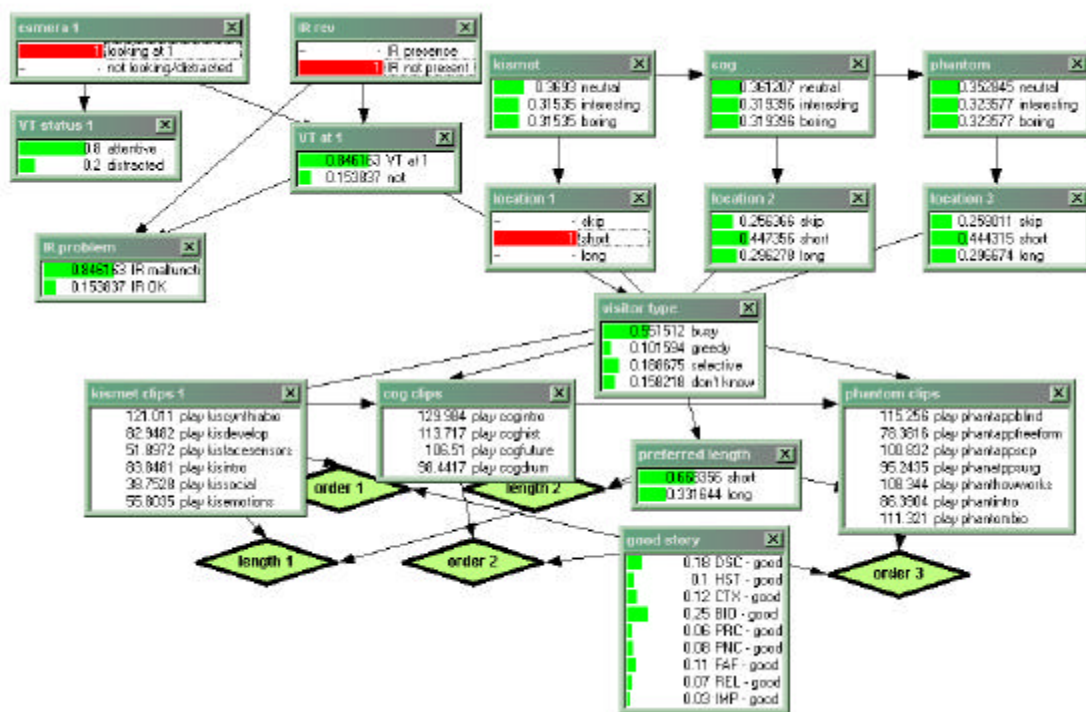 camera 1
1 looking at 1
- - not looking/distracted
IR rcv
- - IR presence
1 IR not present
kismet
0.3693 neutral
0.31535 interesting
0.31535 boring
cog
0.361207 neutral
0.319396 interesting
0.319396 boring
phantom
0.352845 neutral
0.323577 interesting
0.323577 boring
VT status 1
0.8 attentive
0.2 distracted
VT at 1
0.846163 VT at 1
0.153837 not
location 1
- - skip
1 short
- - long
location 2
0.256366 skip
0.447356 short
0.296278 long
location 3
0.259011 skip
0.444315 short
0.296674 long
IR problem
0.846163 IR malfuncti
0.153837 IR OK
visitor type
0.551512 busy
0.101594 greedy
0.188675 selective
0.158218 don't know
kismet clips 1
121.011 play kissynthiabio
82.9482 play kisdevelop
51.8972 play kisfacesensors
83.8481 play kisintro
38.7528 play kissocial
55.8035 play kisemotions
cog clips
129.984 play cogintro
113.717 play coghist
106.51 play cogfuture
98.4417 play cogdrum
phantom clips
115.256 play phantappblind
78.3816 play phantappfreeform
100.832 play phantappscp
95.2435 play phanatppsurg
108.344 play phanthowworks
86.3904 play phantintro
111.321 play phantombio
preferred length
0.668356 short
0.331644 long
order 1
length 2
length 1
order 2
order 3
good story
0.18 DSC - good
0.1 HST - good
0.12 CTX - good
0.25 BIO - good
0.06 PRC - good
0.08 PNC - good
0.11 FAF - good
0.07 REL - good
0.03 IMP - good